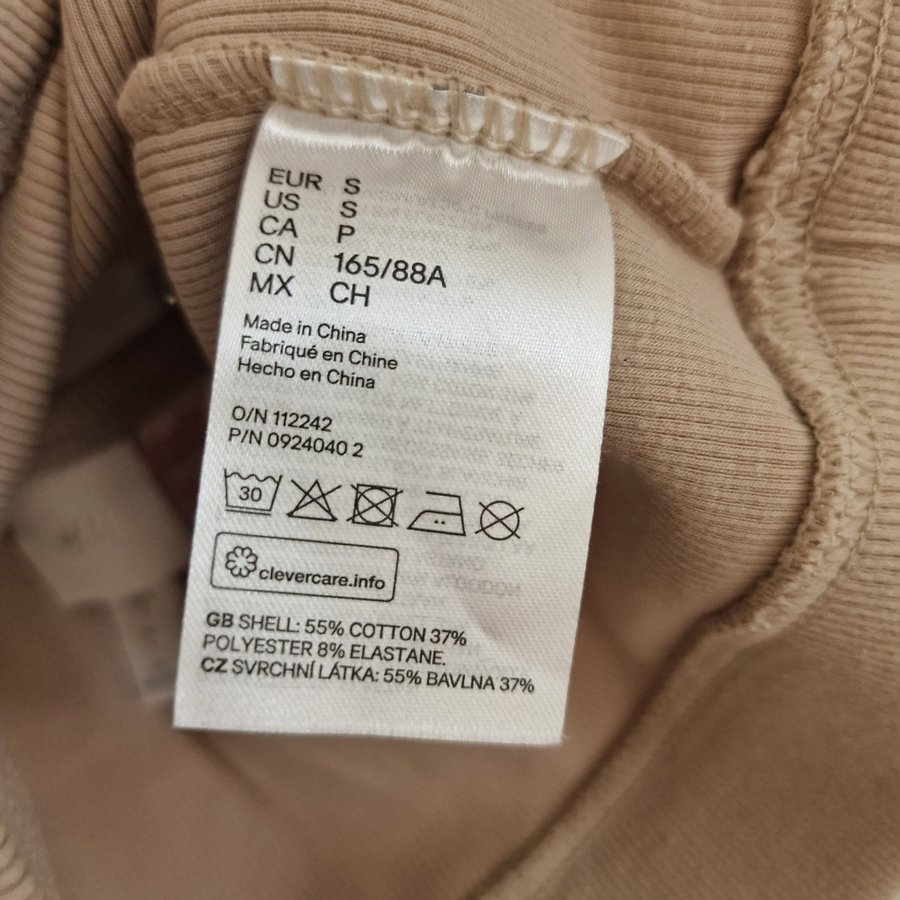 EUR S
US S
CA P
CN 165/88A
MX CH
Made in China
Fabriqué en Chine
Hecho en China
O/N 112242
P/N 0924040 2
30
clevercare.info
GB SHELL: 55% COTTON 37%
POLYESTER 8% ELASTANE.
CZ SVRCHNÍ LÁTKA: 55% BAVLNA 37%